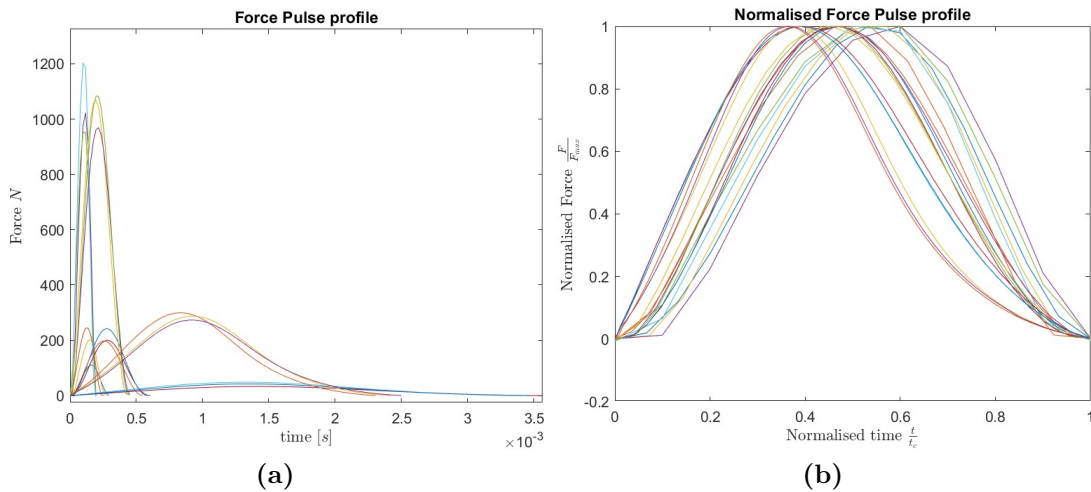 Force Pulse profile
1200
1000
800
600
400
200
0
Force N
0 0.5 1 1.5 2 2.5 3 3.5
×10⁻³
time [s]
(a)
Normalised Force Pulse profile
1
0.8
0.6
0.4
0.2
0
-0.2
Normalised Force F/Fmax
0 0.2 0.4 0.6 0.8 1
Normalised time t/tc
(b)